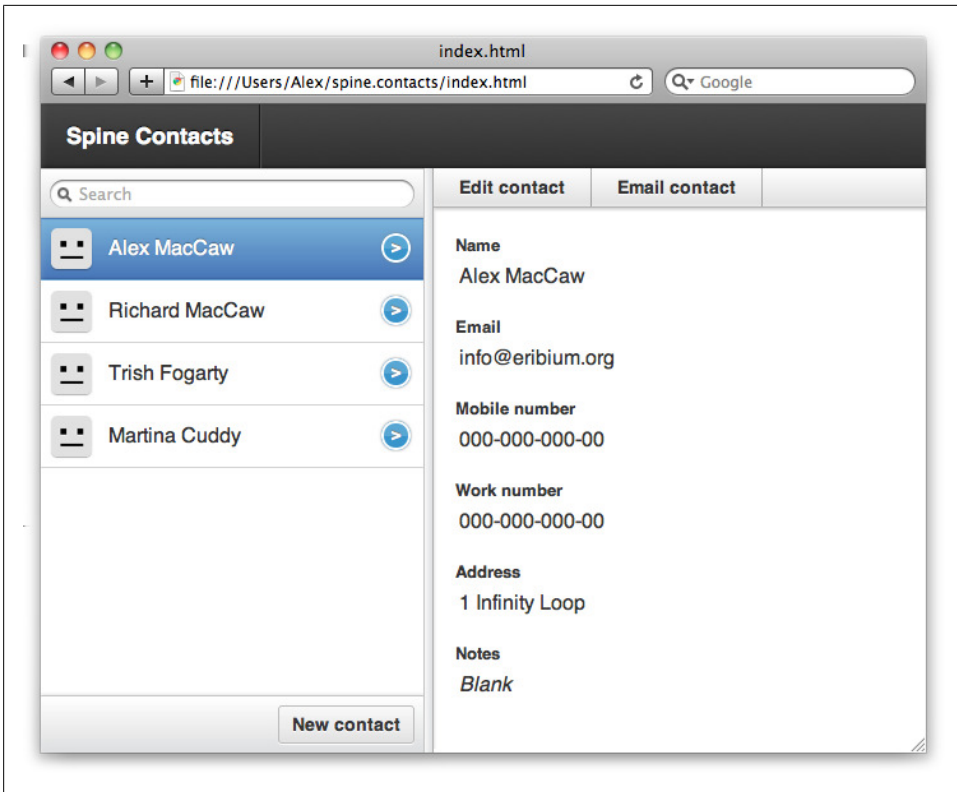 index.html
file:///Users/Alex/spine.contacts/index.html
Google
Spine Contacts
Search
Edit contact
Email contact
Alex MacCaw
Richard MacCaw
Trish Fogarty
Martina Cuddy
New contact
Name
Alex MacCaw
Email
info@eribium.org
Mobile number
000-000-000-00
Work number
000-000-000-00
Address
1 Infinity Loop
Notes
Blank